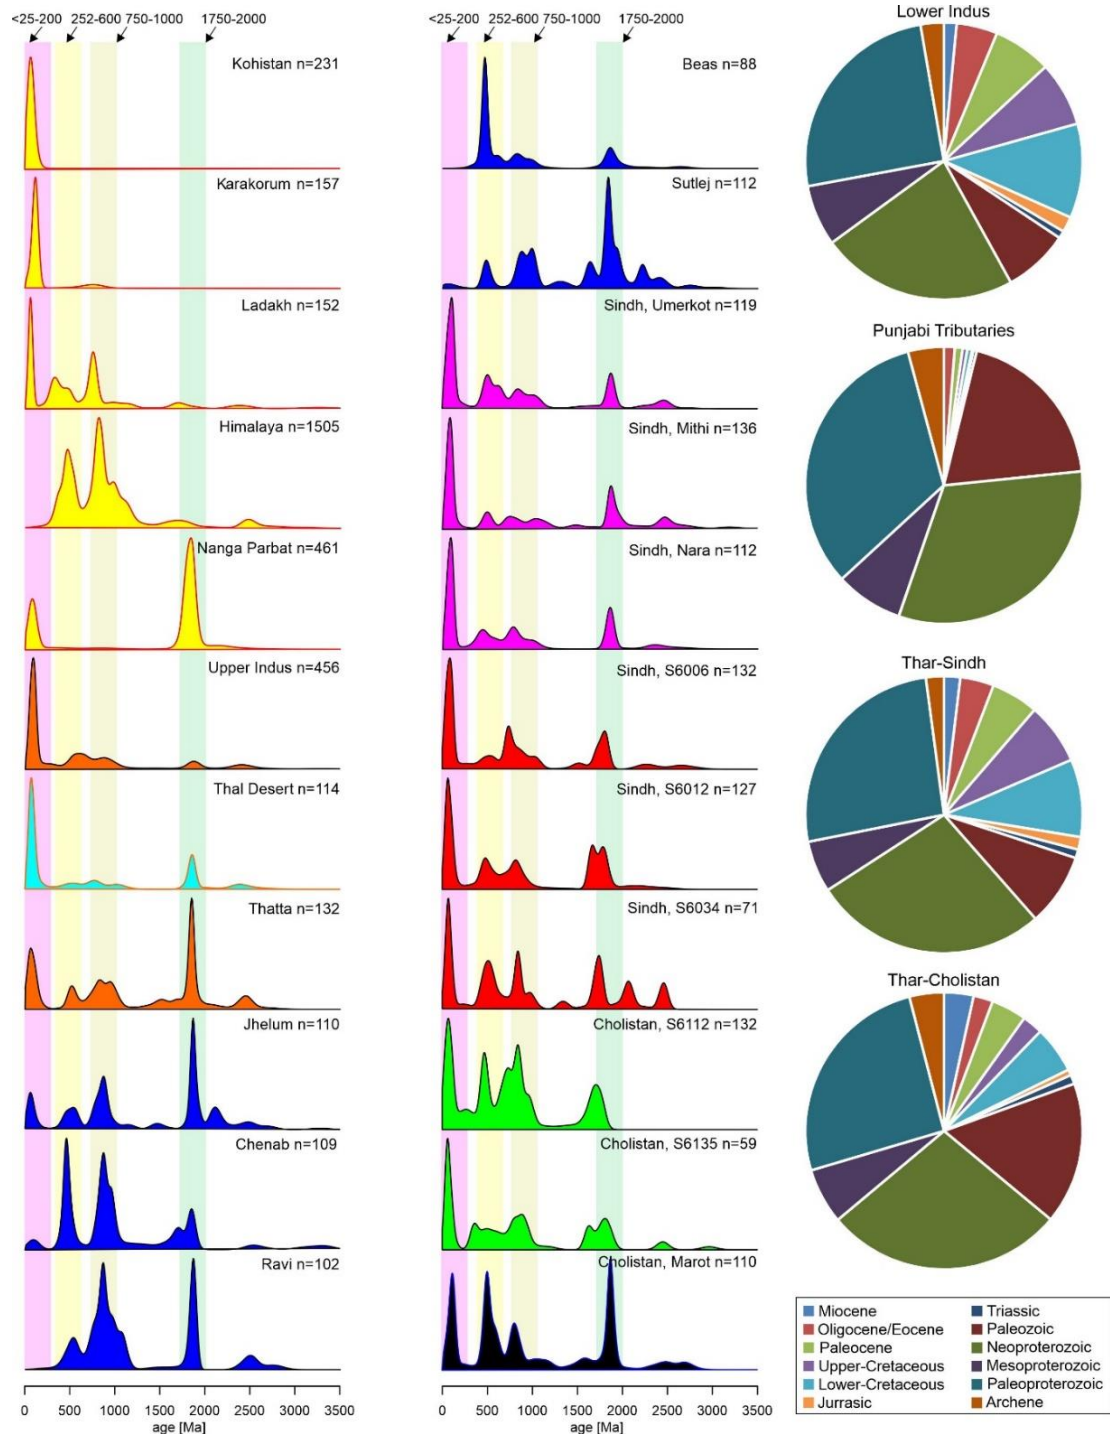 <25-200 252-600 750-1000 1750-2000
Kohistan n=231
Karakorum n=157
Ladakh n=152
Himalaya n=1505
Nanga Parbat n=461
Upper Indus n=456
Thal Desert n=114
Thatta n=132
Jhelum n=110
Chenab n=109
Ravi n=102
0 500 1000 1500 2000 2500 3000 3500
age [Ma]
<25-200 252-600 750-1000 1750-2000
Beas n=88
Sutlej n=112
Sindh, Umerkot n=119
Sindh, Mithi n=136
Sindh, Nara n=112
Sindh, S6006 n=132
Sindh, S6012 n=127
Sindh, S6034 n=71
Cholistan, S6112 n=132
Cholistan, S6135 n=59
Cholistan, Marot n=110
0 500 1000 1500 2000 2500 3000 3500
age [Ma]
Lower Indus
Punjabi Tributaries
Thar-Sindh
Thar-Cholistan
Miocene
Oligocene/Eocene
Paleocene
Upper-Cretaceous
Lower-Cretaceous
Jurrasic
Triassic
Paleozoic
Neoproterozoic
Mesoproterozoic
Paleoproterozoic
Archene